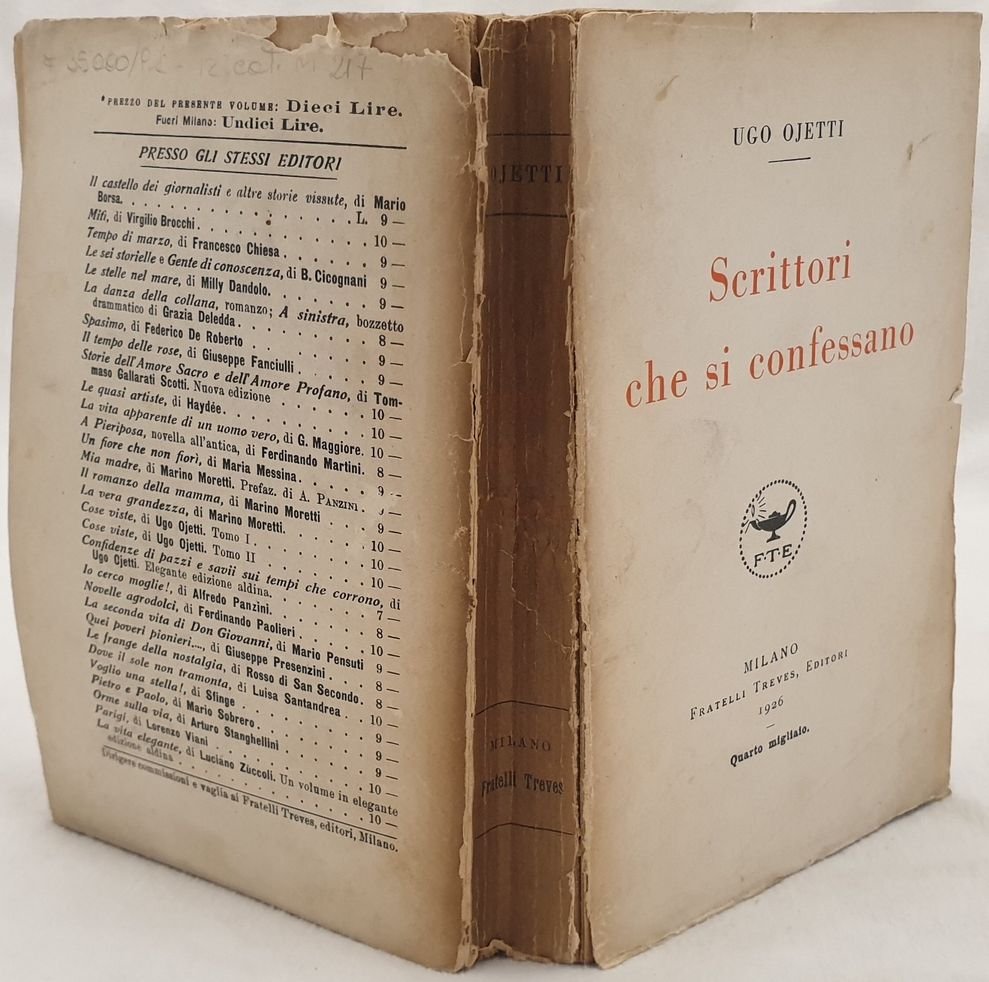 *PREZZO DEL PRESENTE VOLUME: Dieci Lire.
Fuori Milano: Undici Lire.
PRESSO GLI STESSI EDITORI
Il castello dei giornalisti e altre storie vissute, di Mario
Borsa. . . . . . . . . . . . . . L. 9 —
Mitì, di Virgilio Brocchi . . . . . . . . . . 10 —
Tempo di marzo, di Francesco Chiesa . . . . . . 9 —
Le sei storielle e Gente di conoscenza, di B. Cicognani 9 —
Le stelle nel mare, di Milly Dandolo. . . . . . . 9 —
La danza della collana, romanzo; A sinistra, bozzetto
drammatico di Grazia Deledda . . . . . . . . 8 —
Spasimo, di Federico De Roberto . . . . . . . 9 —
Il tempo delle rose, di Giuseppe Fanciulli . . . . . 9 —
Storie dell'Amore Sacro e dell'Amore Profano, di Tom-
maso Gallarati Scotti. Nuova edizione . . . . . . 10 —
Le quasi artiste, di Haydée. . . . . . . . . 10 —
La vita apparente di un uomo vero, di G. Maggiore. 10 —
A Pieriposa, novella all'antica, di Ferdinando Martini. 8 —
Un fiore che non fiorì, di Maria Messina. . . . . 9 —
Mia madre, di Marino Moretti. Prefaz. di A. PANZINI .
Il romanzo della mamma, di Marino Moretti . . . . 9 —
La vera grandezza, di Marino Moretti. . . . . . 10 —
Cose viste, di Ugo Ojetti. Tomo I . . . . . . . 10 —
Cose viste, di Ugo Ojetti. Tomo II . . . . . . . 10 —
Confidenze di pazzi e savii sui tempi che corrono, di
Ugo Ojetti. Elegante edizione aldina. . . . . . . 7 —
Io cerco moglie!, di Alfredo Panzini. . . . . . . 8 —
Novelle agrodolci, di Ferdinando Paolieri . . . . . 10 —
La seconda vita di Don Giovanni, di Mario Pensuti 9 —
Quei poveri pionieri...., di Giuseppe Presenzini . . . 8 —
Le frange della nostalgia, di Rosso di San Secondo. 8 —
Dove il sole non tramonta, di Luisa Santandrea . . 10 —
Voglio una stella!, di Sfinge . . . . . . . . 9 —
Pietro e Paolo, di Mario Sobrero . . . . . . . 9 —
Orme sulla via, di Arturo Stanghellini . . . . . . 9 —
Parigi, di Lorenzo Viani . . . . . . . . . 10 —
La vita elegante, di Luciano Zùccoli. Un volume in elegante
edizione aldina . . . . . . . . . . . 10 —
Dirigere commissioni e vaglia ai Fratelli Treves, editori, Milano.
OJETTI
MILANO
Fratelli Treves
UGO OJETTI
Scrittori
che si confessano
F·T·E
MILANO
FRATELLI TREVES, EDITORI
1926
Quarto migliaio.